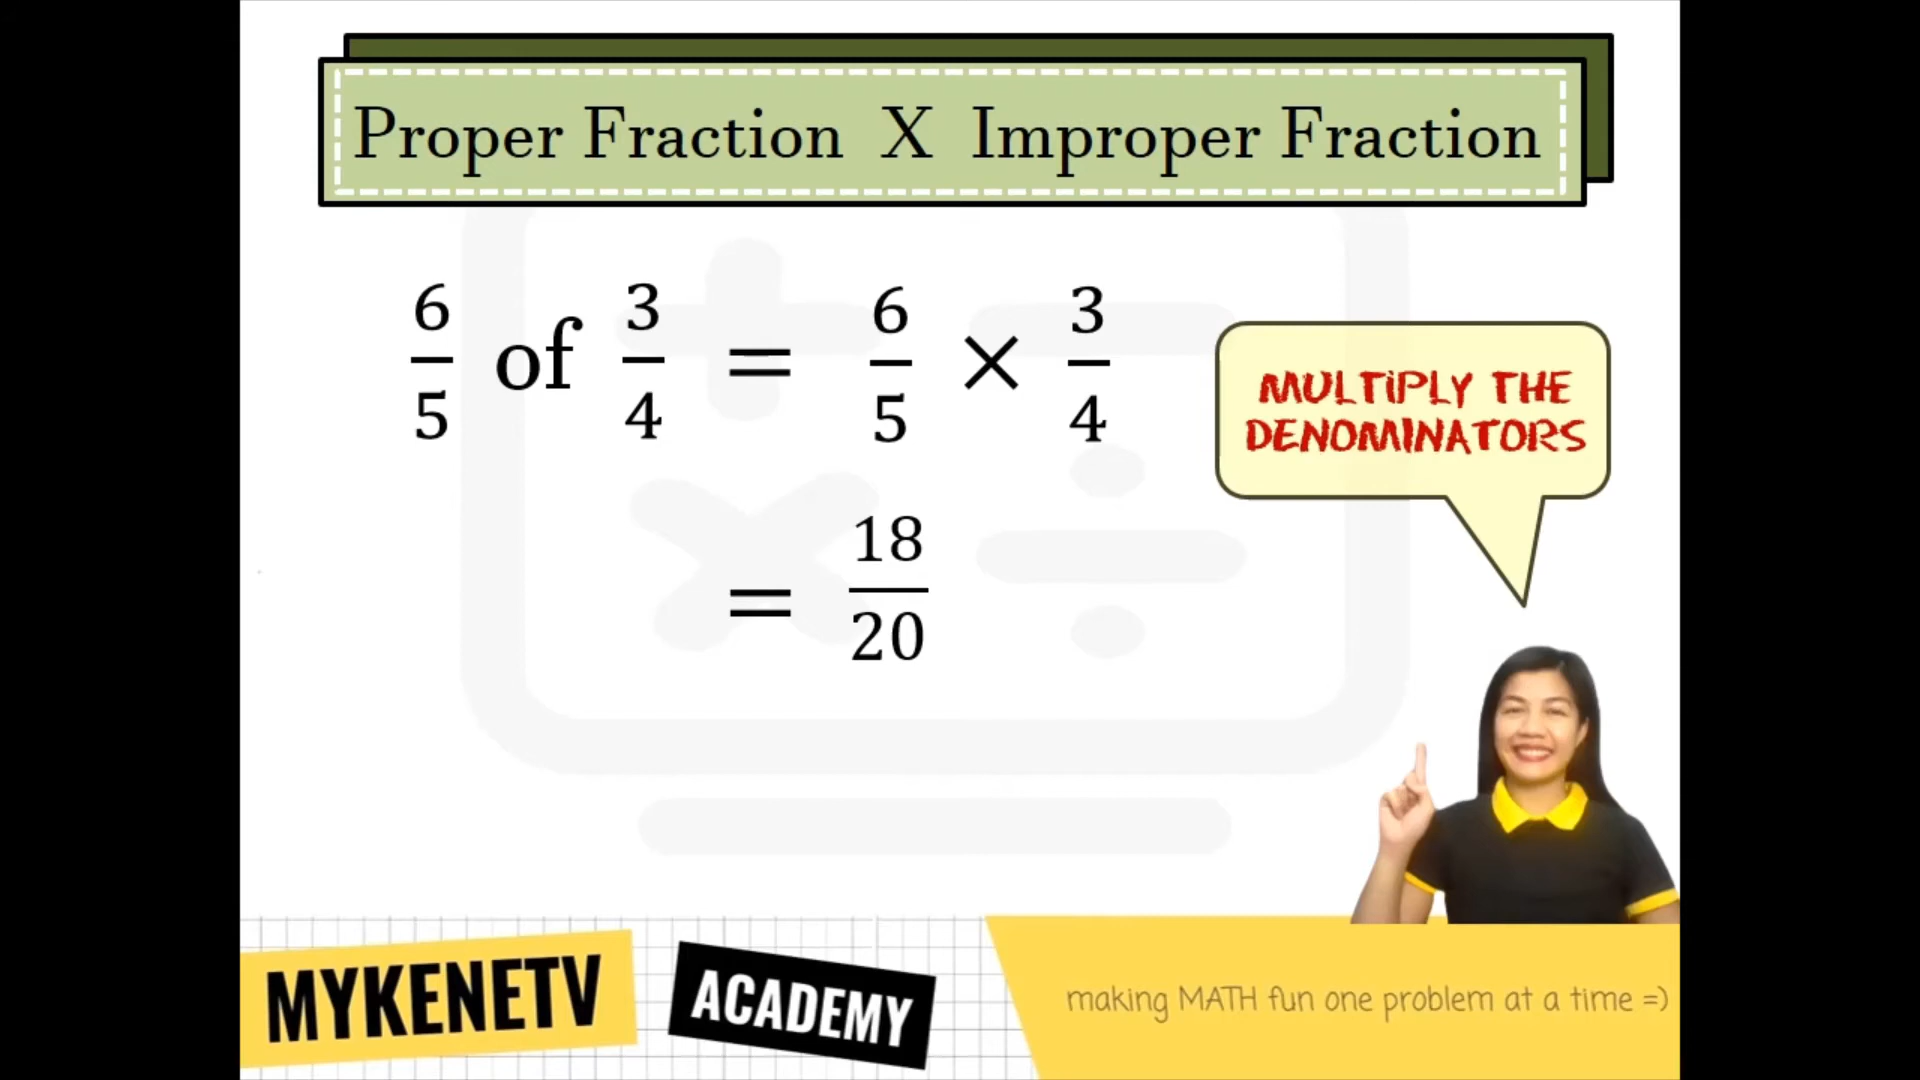 Proper Fraction X Improper Fraction
6/5 of 3/4 = 6/5 × 3/4
= 18/20
MULTIPLY THE
DENOMINATORS
MYKENETV
ACADEMY
making MATH fun one problem at a time =)